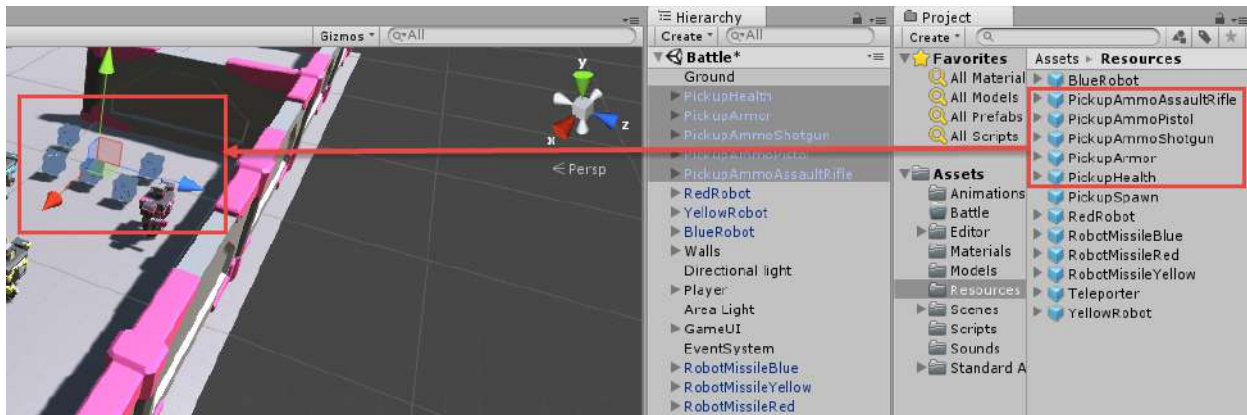 Gizmos
All
y
x
z
Persp
Hierarchy
Create
All
Battle*
Ground
PickupHealth
PickupArmor
PickupAmmoShotgun
PickupAmmoPistol
PickupAmmoAssaultRifle
RedRobot
YellowRobot
BlueRobot
Walls
Directional light
Player
Area Light
GameUI
EventSystem
RobotMissileBlue
RobotMissileYellow
RobotMissileRed
Project
Create
Favorites
All Material
All Models
All Prefabs
All Scripts
Assets
Animations
Battle
Editor
Materials
Models
Resources
Scenes
Scripts
Sounds
Standard A
Assets Resources
BlueRobot
PickupAmmoAssaultRifle
PickupAmmoPistol
PickupAmmoShotgun
PickupArmor
PickupHealth
PickupSpawn
RedRobot
RobotMissileBlue
RobotMissileRed
RobotMissileYellow
Teleporter
YellowRobot